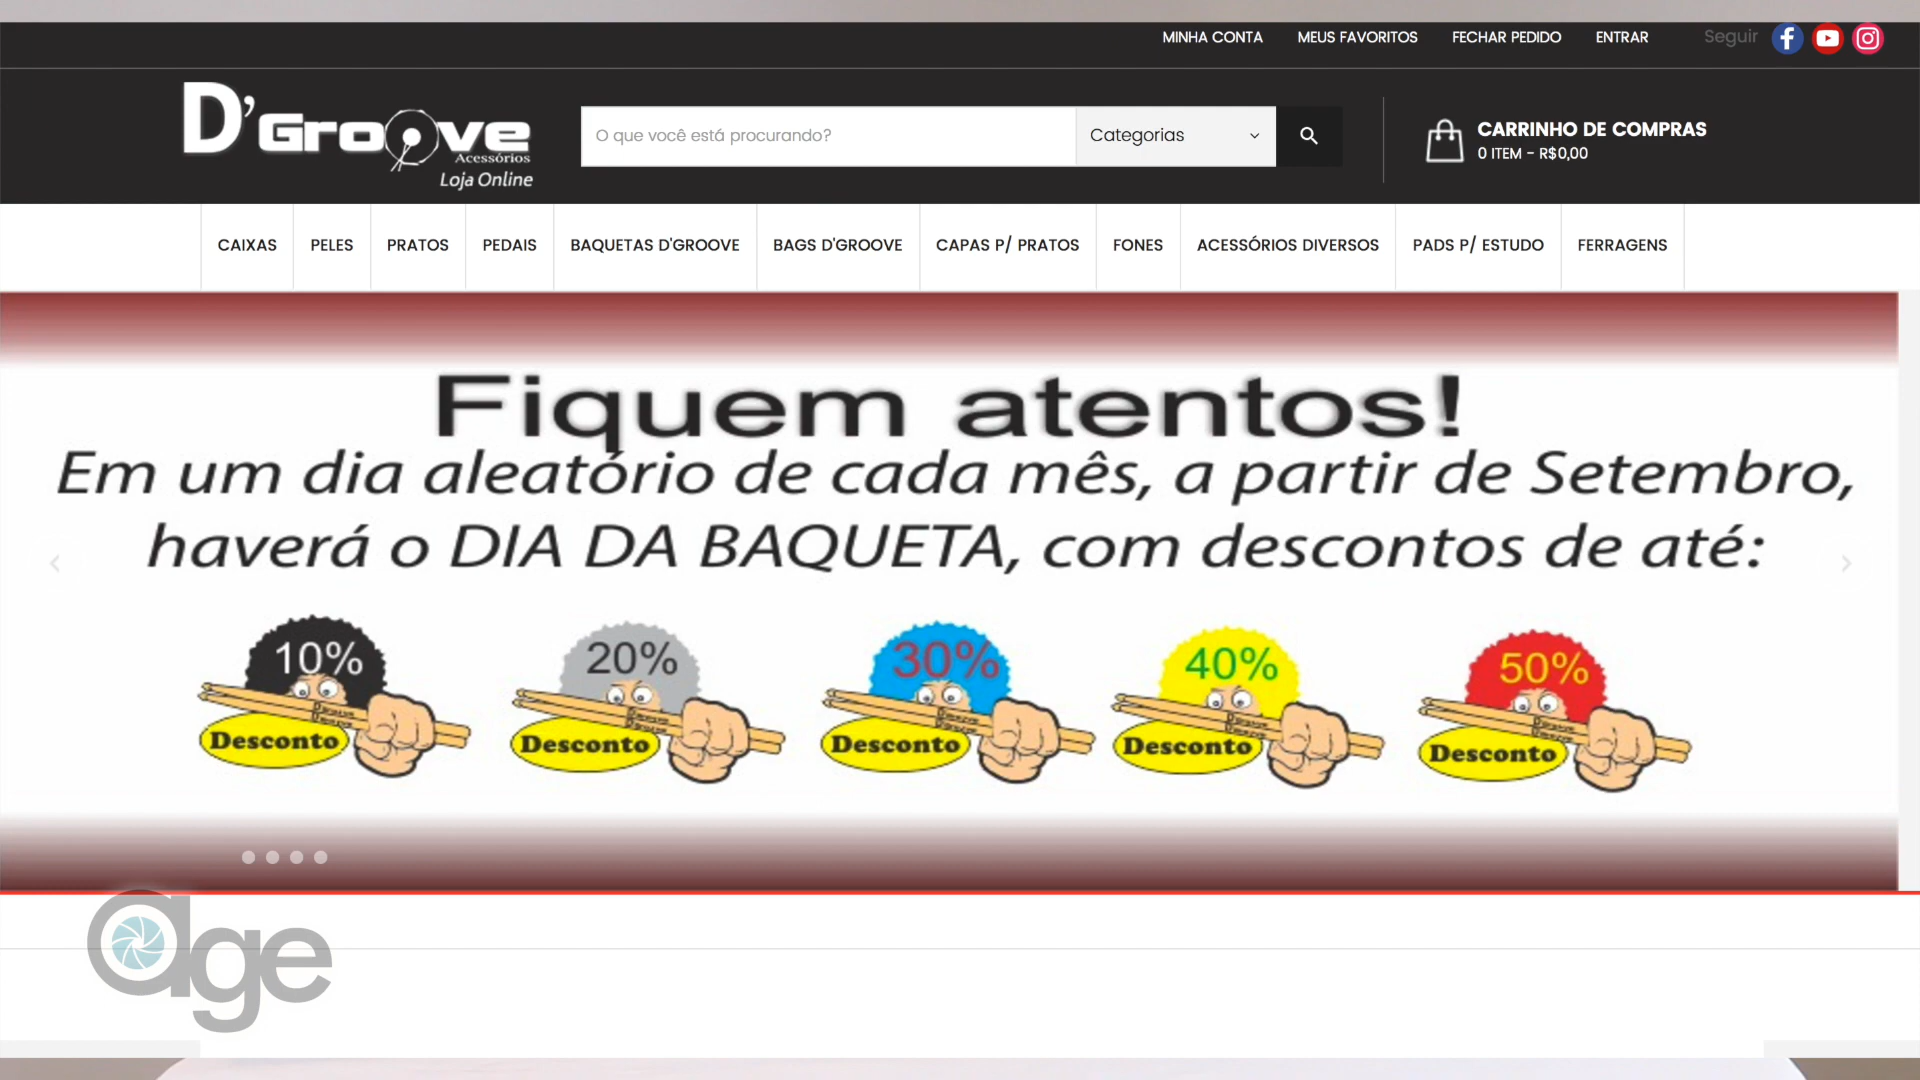 MINHA CONTA MEUS FAVORITOS FECHAR PEDIDO ENTRAR Seguir
D'Groove
Acessórios
Loja Online
O que você está procurando? Categorias
CARRINHO DE COMPRAS
0 ITEM - R$0,00
CAIXAS PELES PRATOS PEDAIS BAQUETAS D'GROOVE BAGS D'GROOVE CAPAS P/ PRATOS FONES ACESSÓRIOS DIVERSOS PADS P/ ESTUDO FERRAGENS
Fiquem atentos!
Em um dia aleatório de cada mês, a partir de Setembro,
haverá o DIA DA BAQUETA, com descontos de até:
10% 20% 30% 40% 50%
Desconto Desconto Desconto Desconto Desconto
age